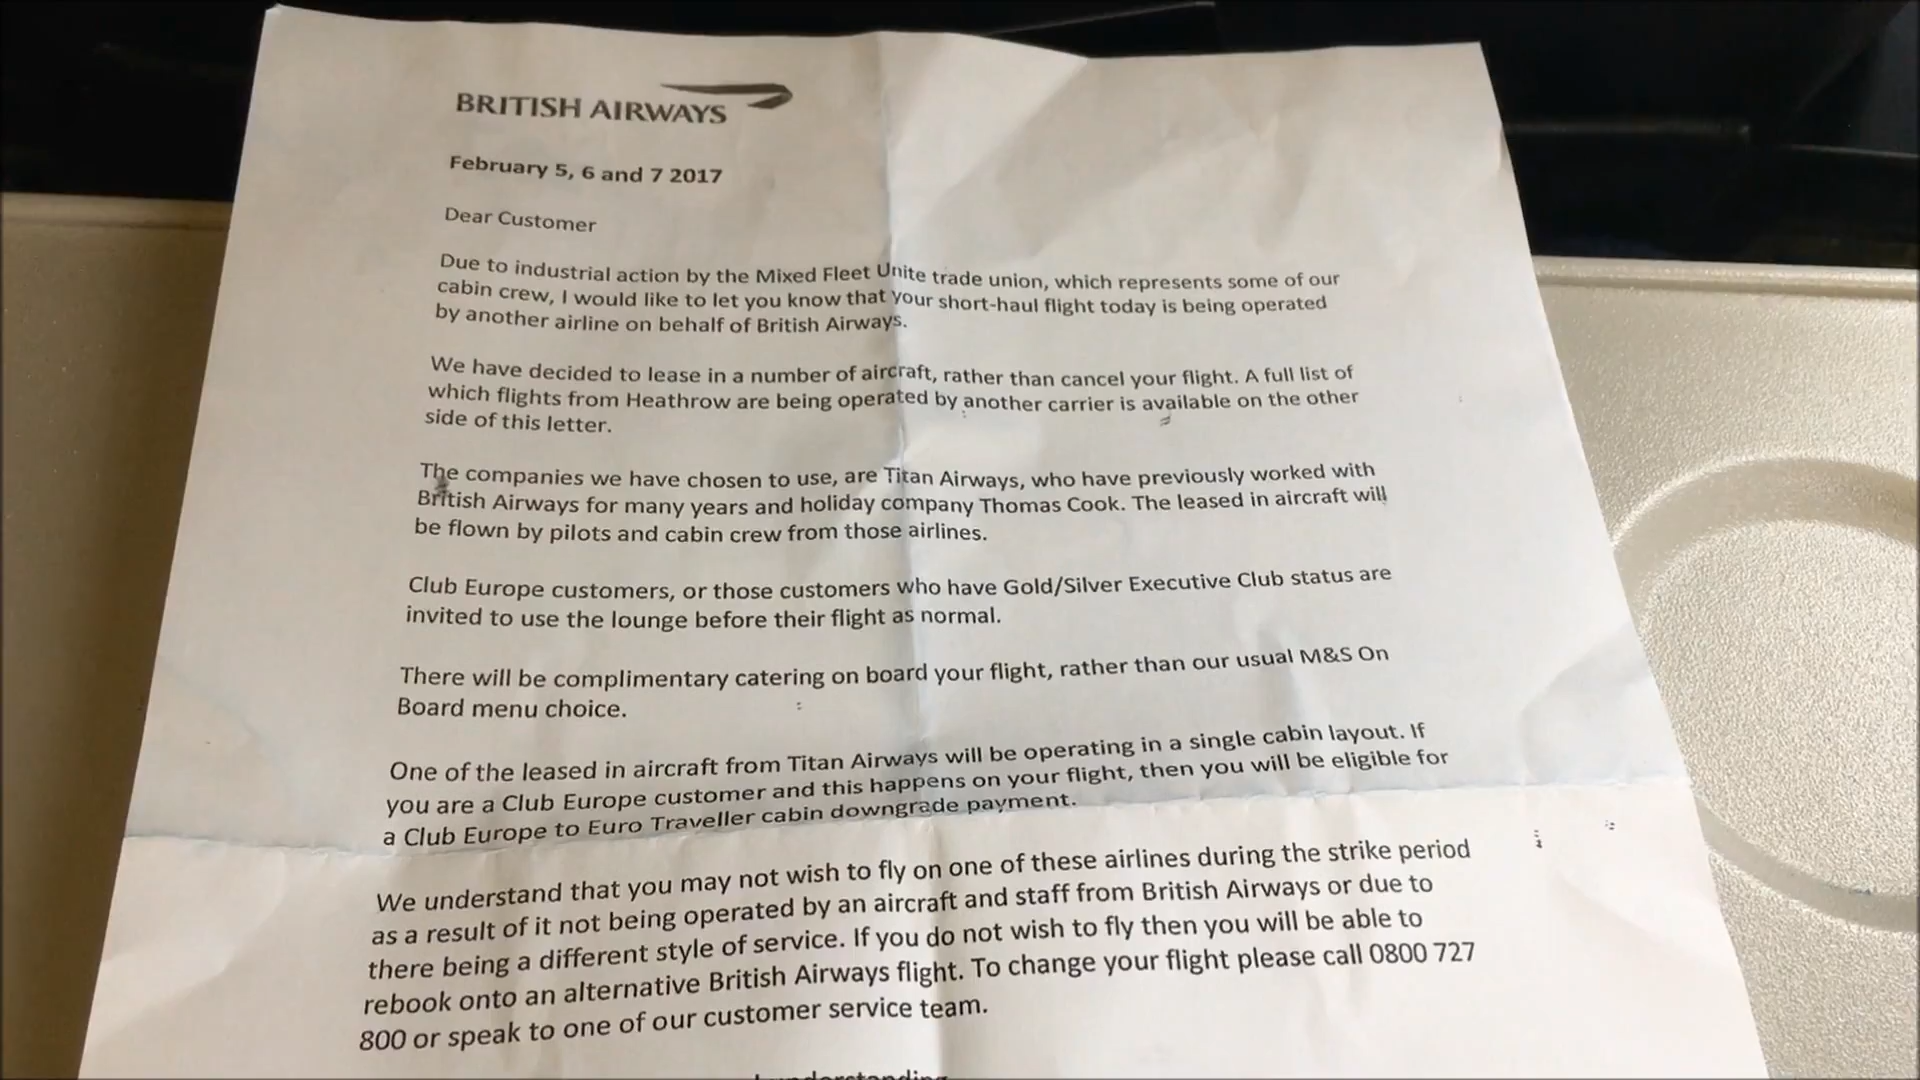 BRITISH AIRWAYS
February 5, 6 and 7 2017
Dear Customer
Due to industrial action by the Mixed Fleet Unite trade union, which represents some of our
cabin crew, I would like to let you know that your short-haul flight today is being operated
by another airline on behalf of British Airways.
We have decided to lease in a number of aircraft, rather than cancel your flight. A full list of
which flights from Heathrow are being operated by another carrier is available on the other
side of this letter.
The companies we have chosen to use, are Titan Airways, who have previously worked with
British Airways for many years and holiday company Thomas Cook. The leased in aircraft will
be flown by pilots and cabin crew from those airlines.
Club Europe customers, or those customers who have Gold/Silver Executive Club status are
invited to use the lounge before their flight as normal.
There will be complimentary catering on board your flight, rather than our usual M&S On
Board menu choice.
One of the leased in aircraft from Titan Airways will be operating in a single cabin layout. If
you are a Club Europe customer and this happens on your flight, then you will be eligible for
a Club Europe to Euro Traveller cabin downgrade payment.
We understand that you may not wish to fly on one of these airlines during the strike period
as a result of it not being operated by an aircraft and staff from British Airways or due to
there being a different style of service. If you do not wish to fly then you will be able to
rebook onto an alternative British Airways flight. To change your flight please call 0800 727
800 or speak to one of our customer service team.